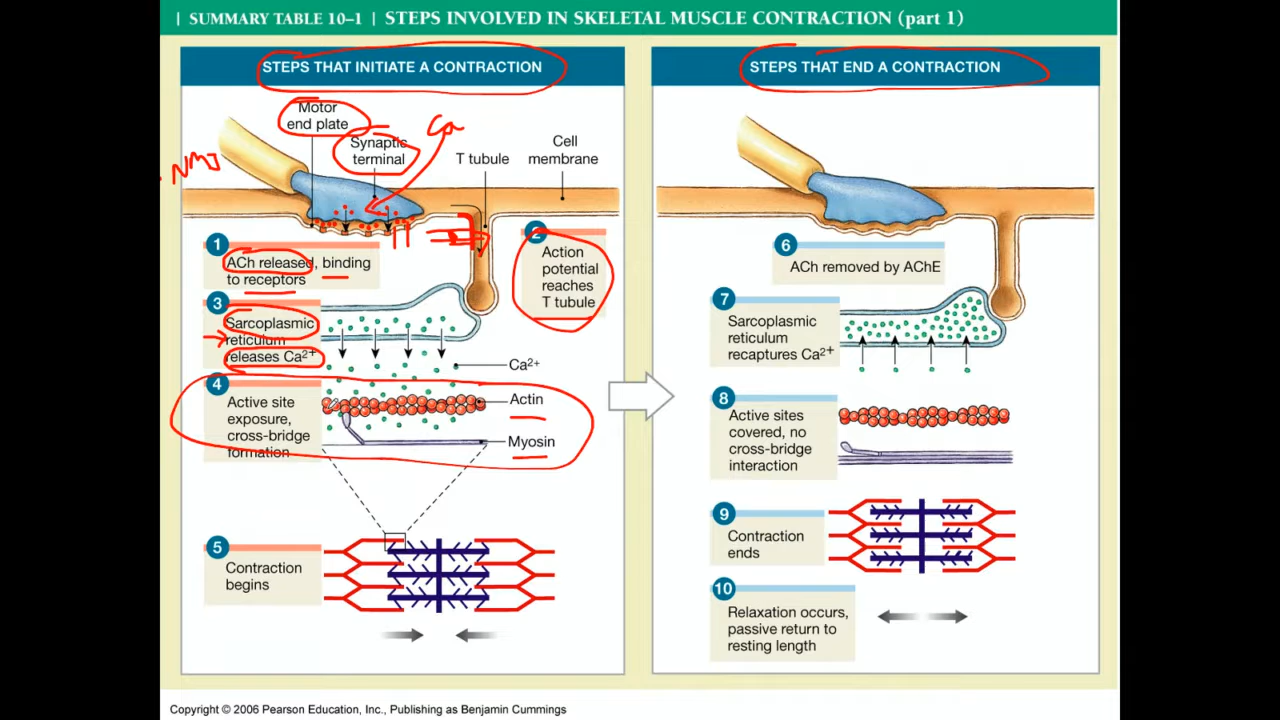 SUMMARY TABLE 10–1 | STEPS INVOLVED IN SKELETAL MUSCLE CONTRACTION (part 1)
STEPS THAT INITIATE A CONTRACTION
Motor
end plate
Synaptic
terminal
Ca
T tubule
Cell
membrane
NMJ
1
ACh released, binding
to receptors
2
Action
potential
reaches
T tubule
3
Sarcoplasmic
reticulum
releases Ca2+
Ca2+
4
Active site
exposure,
cross-bridge
formation
Actin
Myosin
5
Contraction
begins
STEPS THAT END A CONTRACTION
6
ACh removed by AChE
7
Sarcoplasmic
reticulum
recaptures Ca2+
8
Active sites
covered, no
cross-bridge
interaction
9
Contraction
ends
10
Relaxation occurs,
passive return to
resting length
Copyright © 2006 Pearson Education, Inc., Publishing as Benjamin Cummings